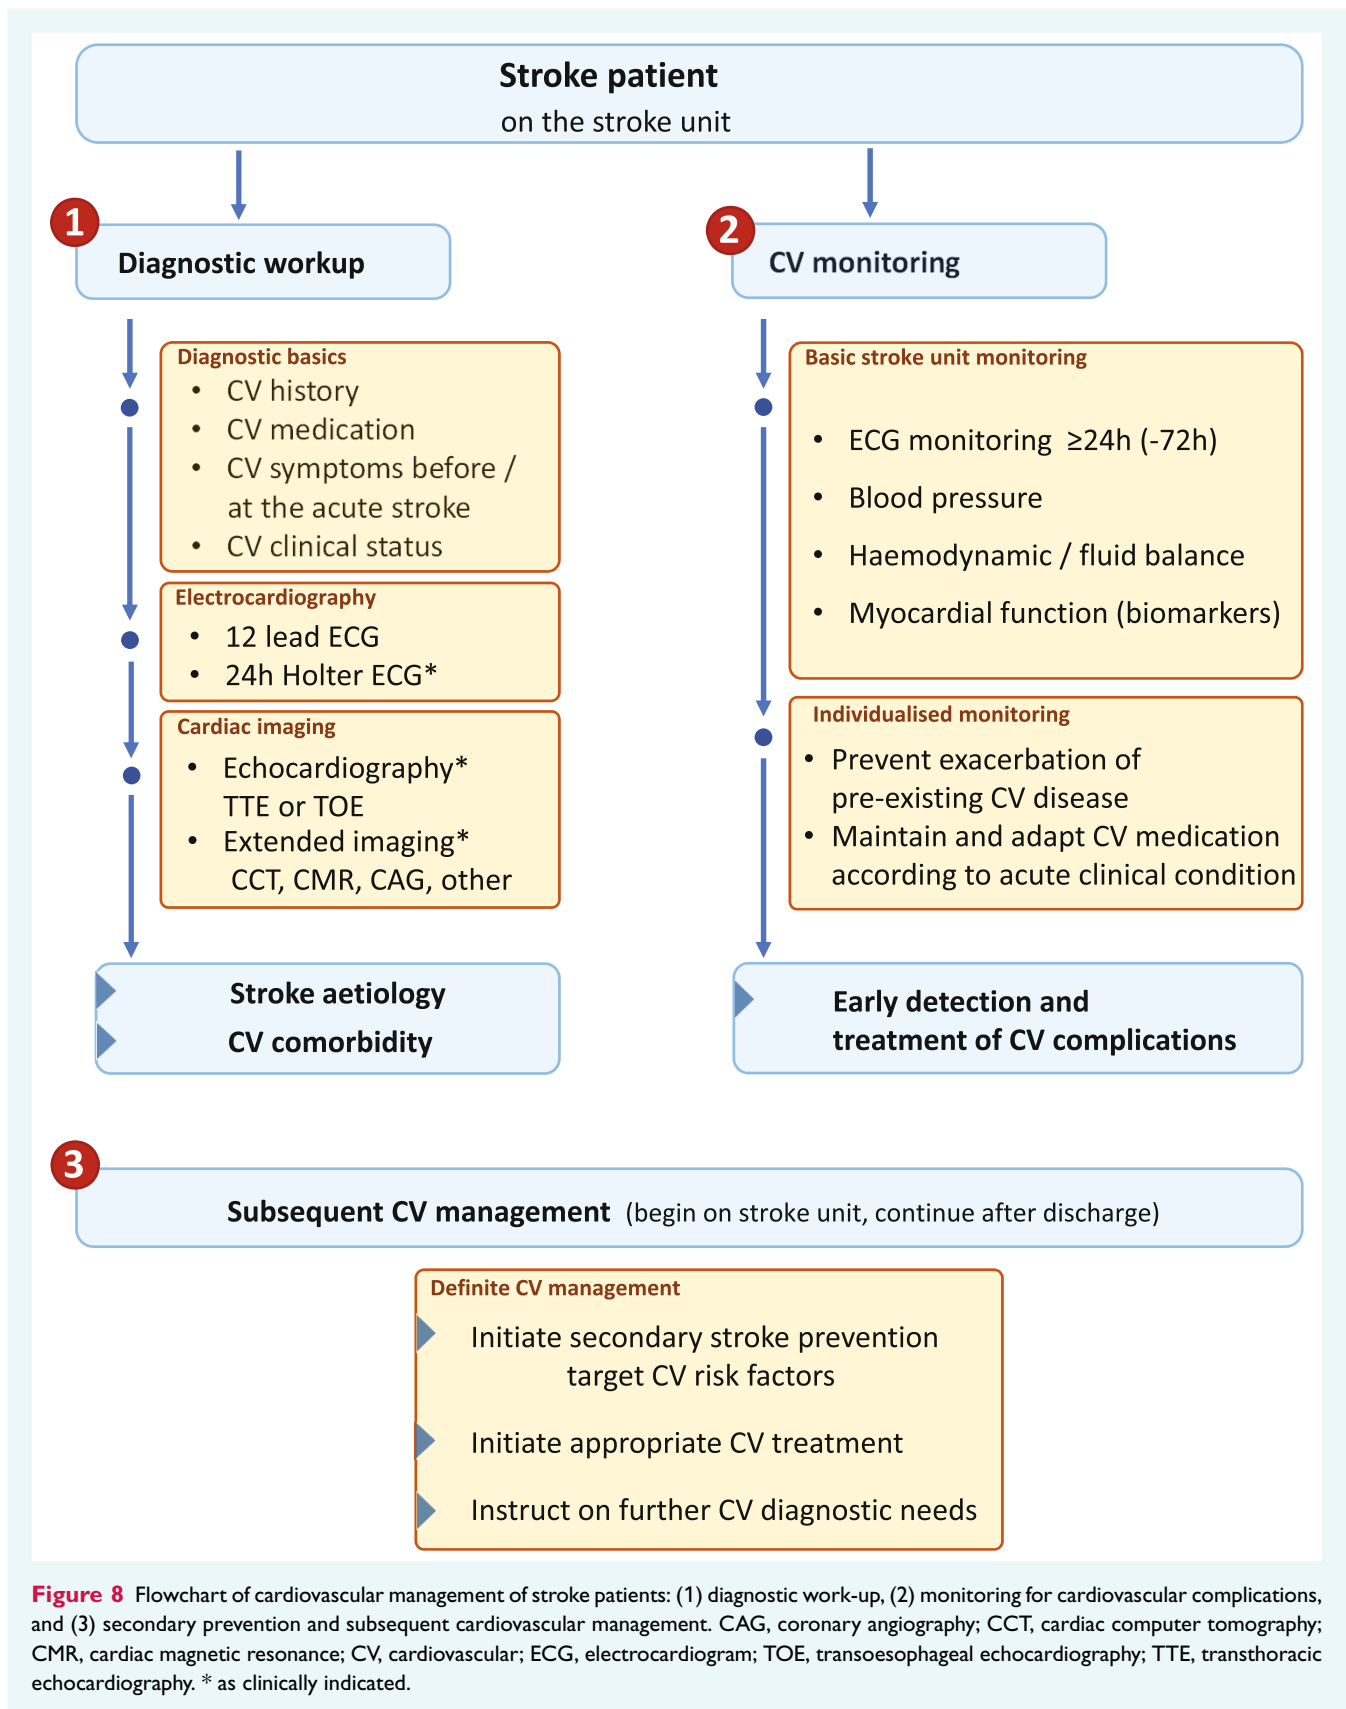 Stroke patient
on the stroke unit
1
Diagnostic workup
Diagnostic basics
• CV history
• CV medication
• CV symptoms before /
at the acute stroke
• CV clinical status
Electrocardiography
• 12 lead ECG
• 24h Holter ECG*
Cardiac imaging
• Echocardiography*
TTE or TOE
• Extended imaging*
CCT, CMR, CAG, other
Stroke aetiology
CV comorbidity
2
CV monitoring
Basic stroke unit monitoring
• ECG monitoring ≥24h (-72h)
• Blood pressure
• Haemodynamic / fluid balance
• Myocardial function (biomarkers)
Individualised monitoring
• Prevent exacerbation of
pre-existing CV disease
• Maintain and adapt CV medication
according to acute clinical condition
Early detection and
treatment of CV complications
3
Subsequent CV management (begin on stroke unit, continue after discharge)
Definite CV management
Initiate secondary stroke prevention
target CV risk factors
Initiate appropriate CV treatment
Instruct on further CV diagnostic needs
Figure 8 Flowchart of cardiovascular management of stroke patients: (1) diagnostic work-up, (2) monitoring for cardiovascular complications,
and (3) secondary prevention and subsequent cardiovascular management. CAG, coronary angiography; CCT, cardiac computer tomography;
CMR, cardiac magnetic resonance; CV, cardiovascular; ECG, electrocardiogram; TOE, transoesophageal echocardiography; TTE, transthoracic
echocardiography. * as clinically indicated.